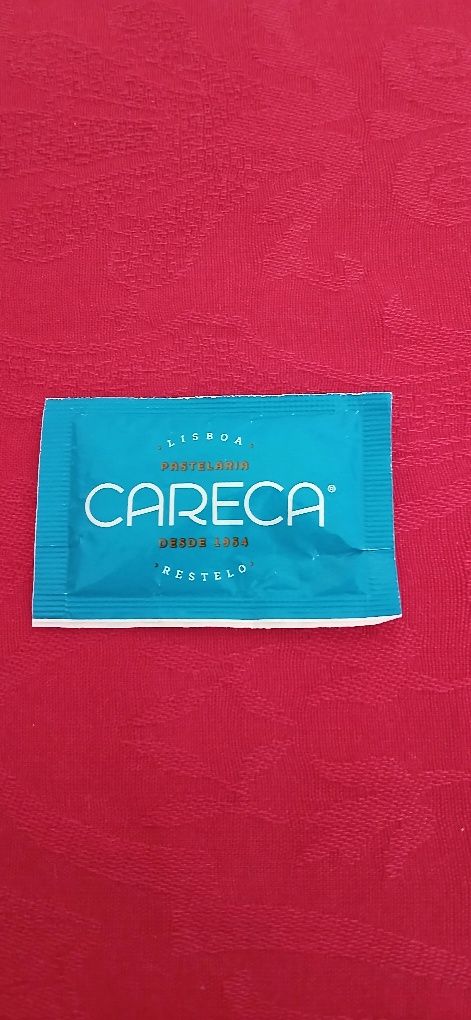 LISBOA
PASTELARIA
CARECA®
DESDE 1954
RESTELO